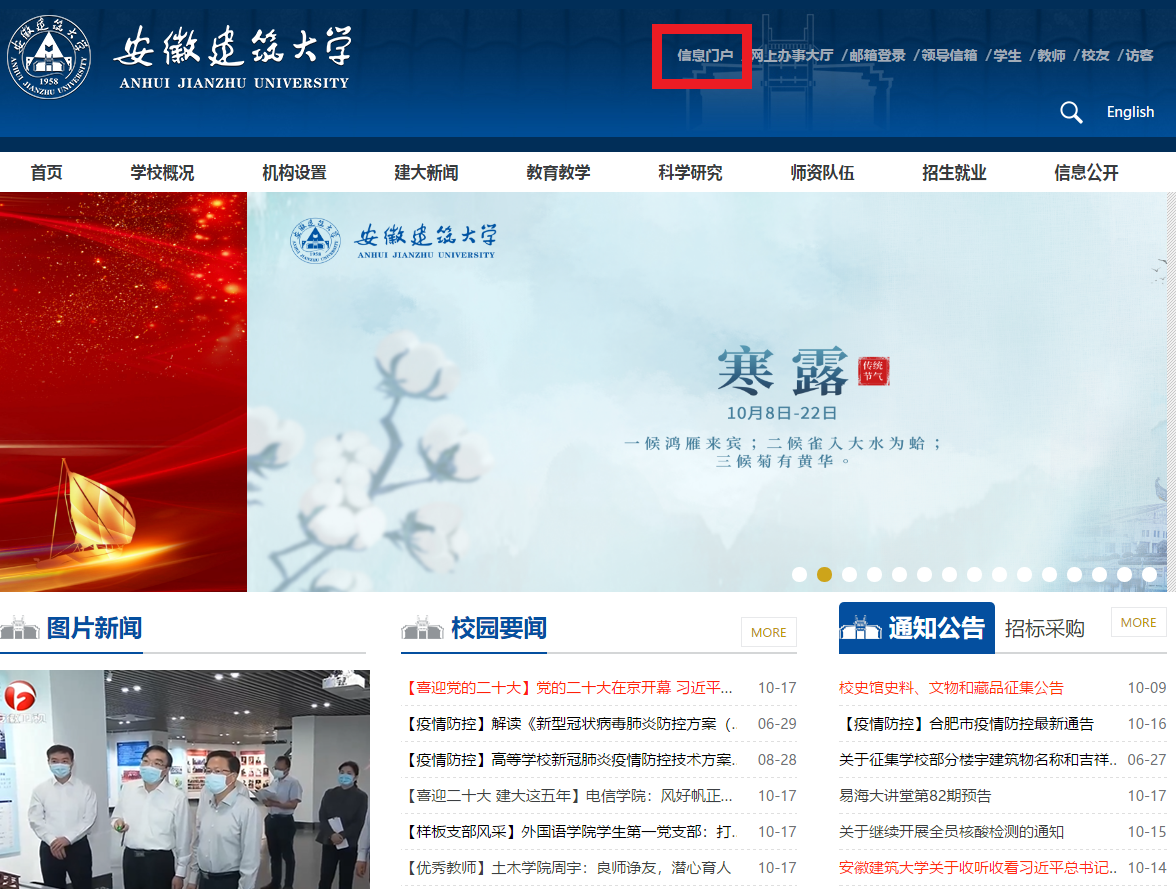 安徽建筑大学
ANHUI JIANZHU UNIVERSITY
1958
信息门户 网上办事大厅 /邮箱登录 /领导信箱 /学生 /教师 /校友 /访客
English
首页 学校概况 机构设置 建大新闻 教育教学 科学研究 师资队伍 招生就业 信息公开
安徽建筑大学
ANHUI JIANZHU UNIVERSITY
寒露
传统
节气
10月8日-22日
一候鸿雁来宾；二候雀入大水为蛤；
三候菊有黄华。
图片新闻
校园要闻
MORE
【喜迎党的二十大】党的二十大在京开幕 习近平... 10-17
【疫情防控】解读《新型冠状病毒肺炎防控方案（.. 06-29
【疫情防控】高等学校新冠肺炎疫情防控技术方案.. 08-28
【喜迎二十大 建大这五年】电信学院：风好帆正... 10-17
【样板支部风采】外国语学院学生第一党支部：打.. 10-17
【优秀教师】土木学院周宇：良师诤友，潜心育人 10-17
通知公告
招标采购
MORE
校史馆史料、文物和藏品征集公告 10-09
【疫情防控】合肥市疫情防控最新通告 10-16
关于征集学校部分楼宇建筑物名称和吉祥.. 06-27
易海大讲堂第82期预告 10-17
关于继续开展全员核酸检测的通知 10-15
安徽建筑大学关于收听收看习近平总书记.. 10-14